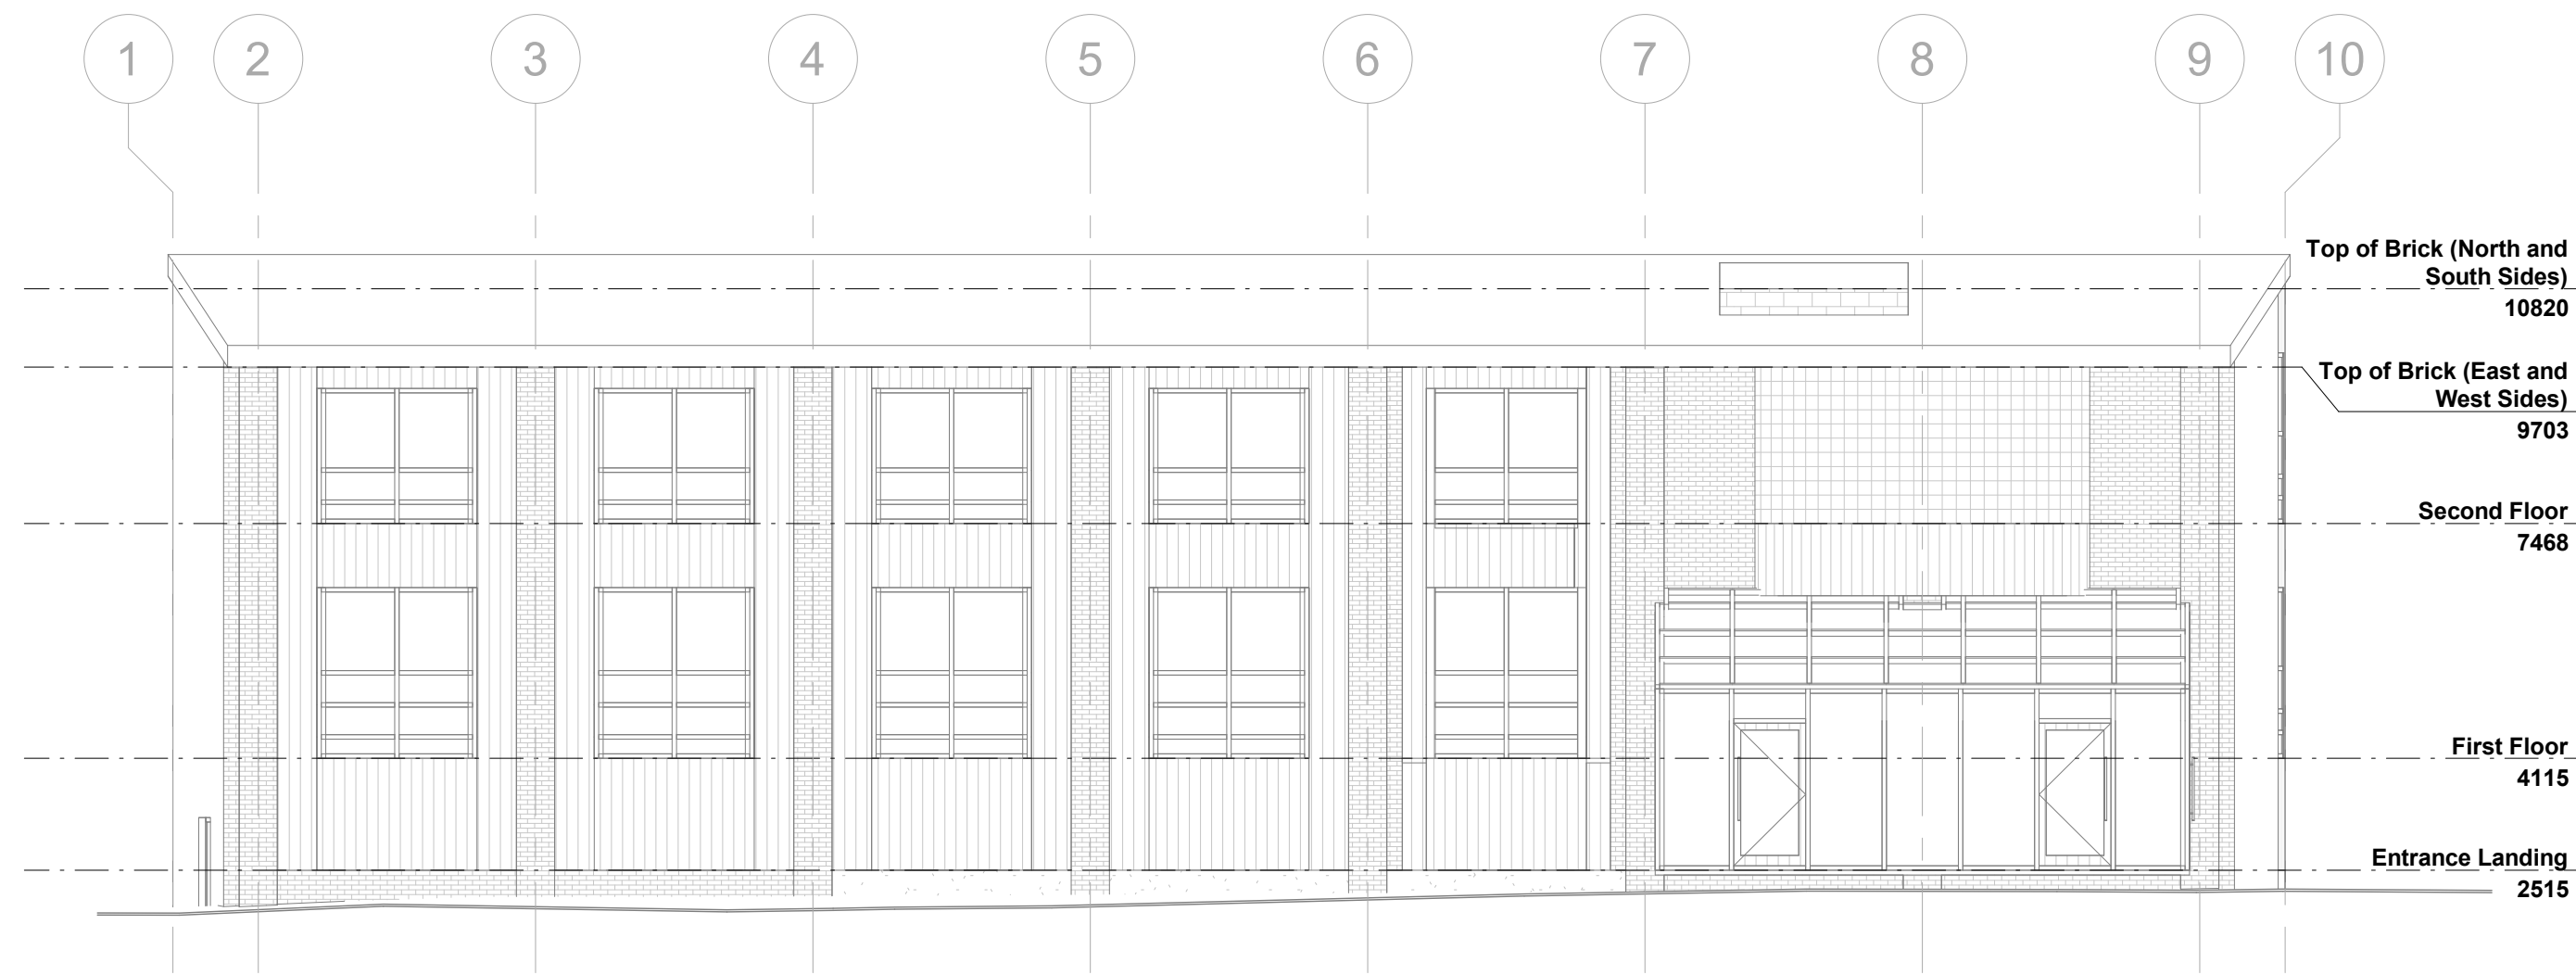 1 2 3 4 5 6 7 8 9 10
Top of Brick (North and
South Sides)
10820
Top of Brick (East and
West Sides)
9703
Second Floor
7468
First Floor
4115
Entrance Landing
2515